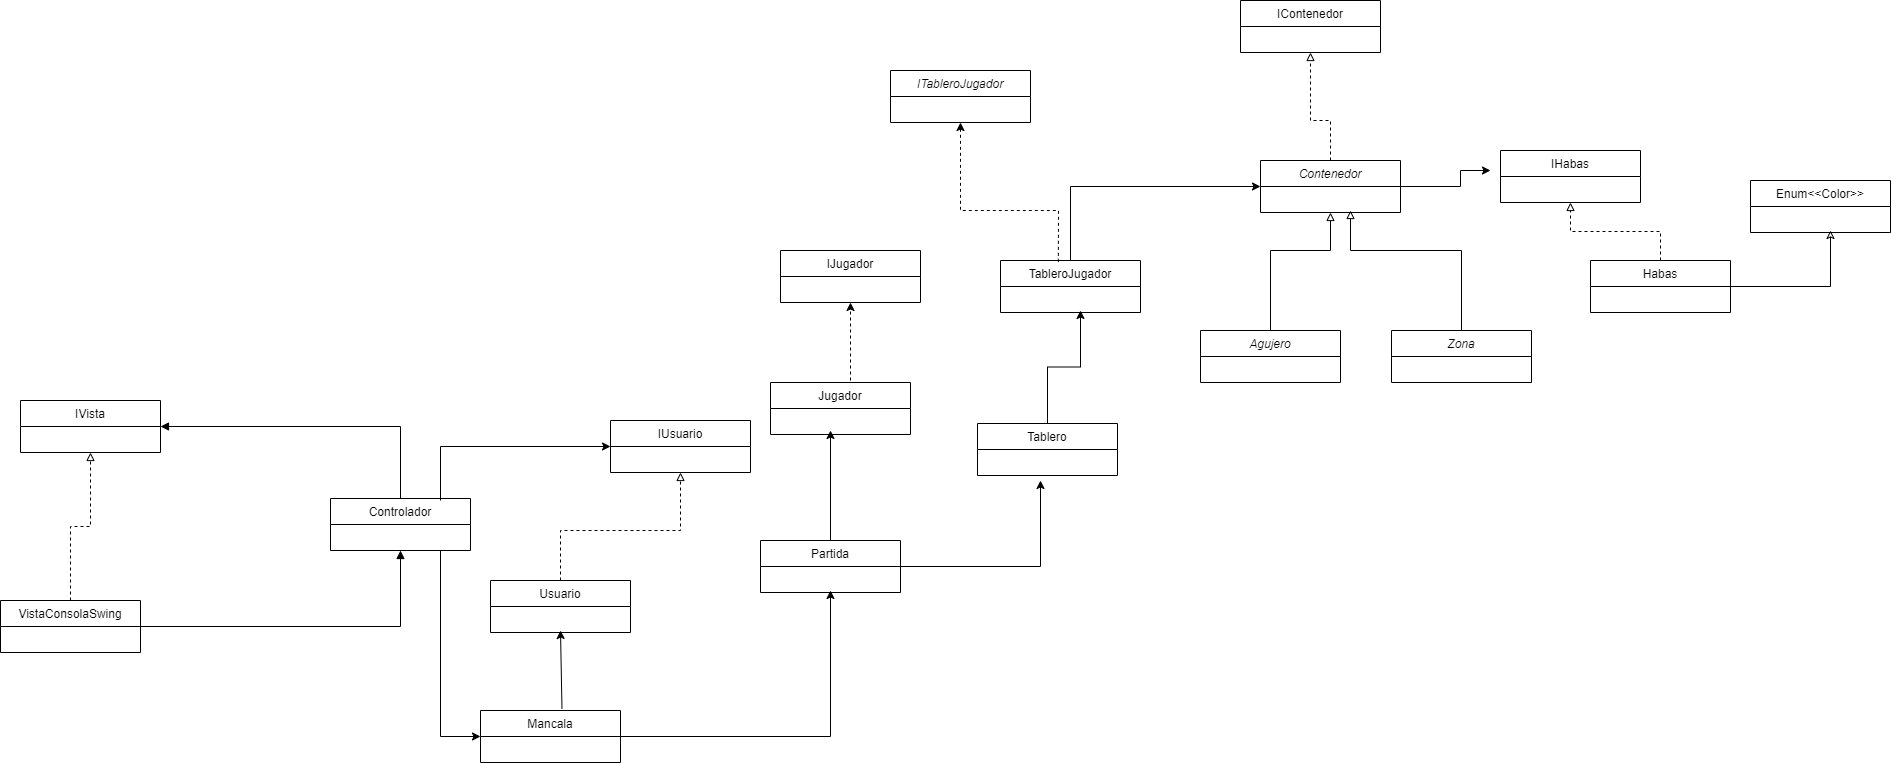 IContenedor
ITableroJugador
IHabas
Contenedor
Enum<<Color>>
IJugador
TableroJugador
Habas
Agujero
Zona
Jugador
IVista
IUsuario
Tablero
Controlador
Partida
Usuario
VistaConsolaSwing
Mancala